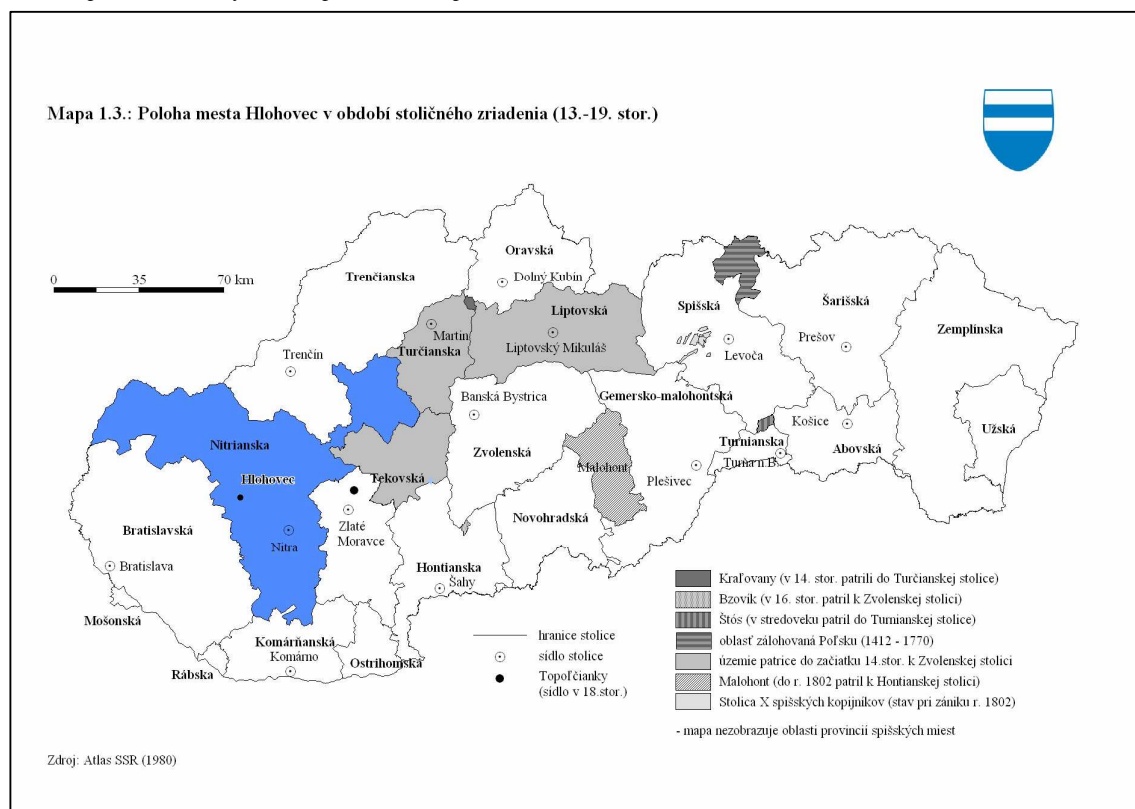 Mapa 1.3.: Poloha mesta Hlohovec v období stoličného zriadenia (13.-19. stor.)
0 35 70 km
Oravská
Dolný Kubín
Trenčianska
Trenčín
Liptovská
Liptovský Mikuláš
Martin
Turčianska
Spišská
Levoča
Šarišská
Prešov
Zemplínska
Užská
Banská Bystrica
Zvolenská
Gemersko-malohontská
Malohont
Plešivec
Košice
Turnianska
Turňa n.B.
Abovská
Nitrianska
Hlohovec
Nitra
Tekovská
Zlaté
Moravce
Bratislavská
Bratislava
Novohradská
Hontianska
Šahy
Mošonská
Komárňanská
Komárno
Rábska
Ostrihomská
hranice stolice
sídlo stolice
Topoľčianky
(sídlo v 18.stor.)
Kraľovany (v 14. stor. patrili do Turčianskej stolice)
Bzovík (v 16. stor. patril k Zvolenskej stolici)
Štós (v stredoveku patril do Turnianskej stolice)
oblasť zálohovaná Poľsku (1412 - 1770)
územie patrice do začiatku 14.stor. k Zvolenskej stolici
Malohont (do r. 1802 patril k Hontianskej stolici)
Stolica X spišských kopijníkov (stav pri zániku r. 1802)
- mapa nezobrazuje oblasti provincií spišských miest
Zdroj: Atlas SSR (1980)